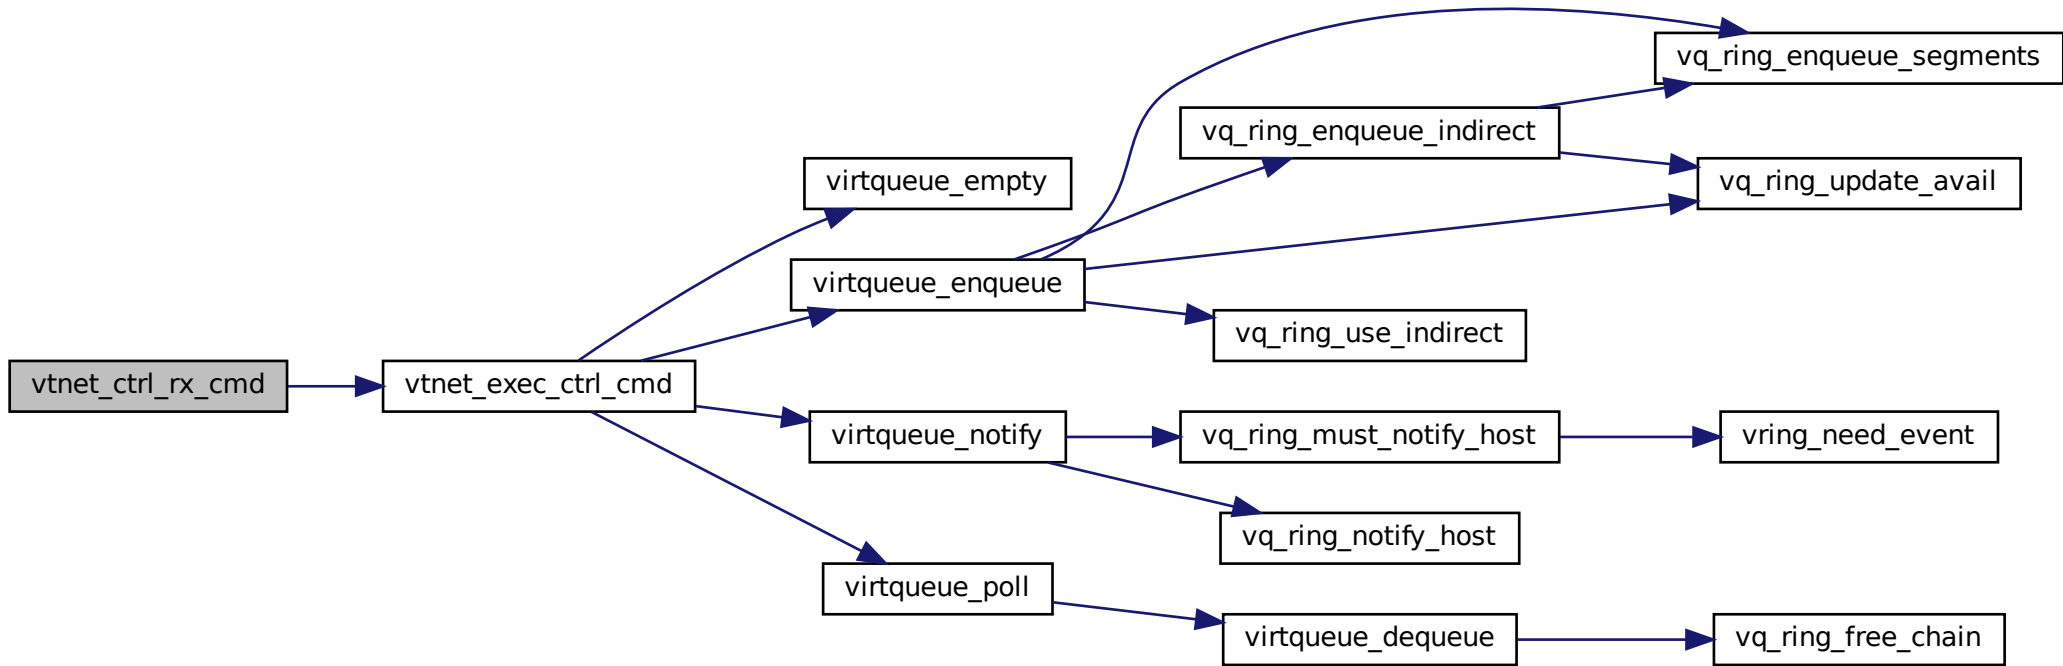 vtnet_ctrl_rx_cmd
vtnet_exec_ctrl_cmd
virtqueue_empty
virtqueue_enqueue
vq_ring_enqueue_indirect
vq_ring_enqueue_segments
vq_ring_update_avail
vq_ring_use_indirect
virtqueue_notify
vq_ring_must_notify_host
vring_need_event
vq_ring_notify_host
virtqueue_poll
virtqueue_dequeue
vq_ring_free_chain